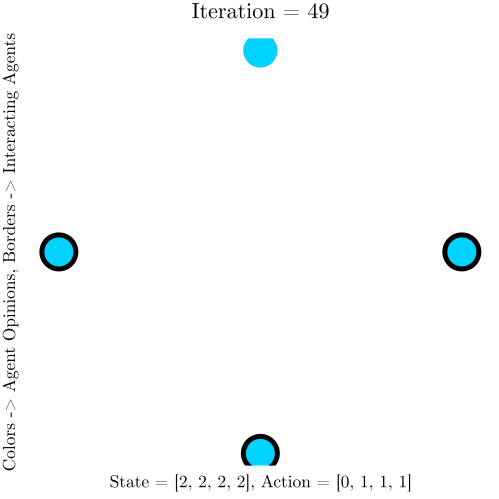 Iteration = 49
Colors -> Agent Opinions, Borders -> Interacting Agents
State = [2, 2, 2, 2], Action = [0, 1, 1, 1]